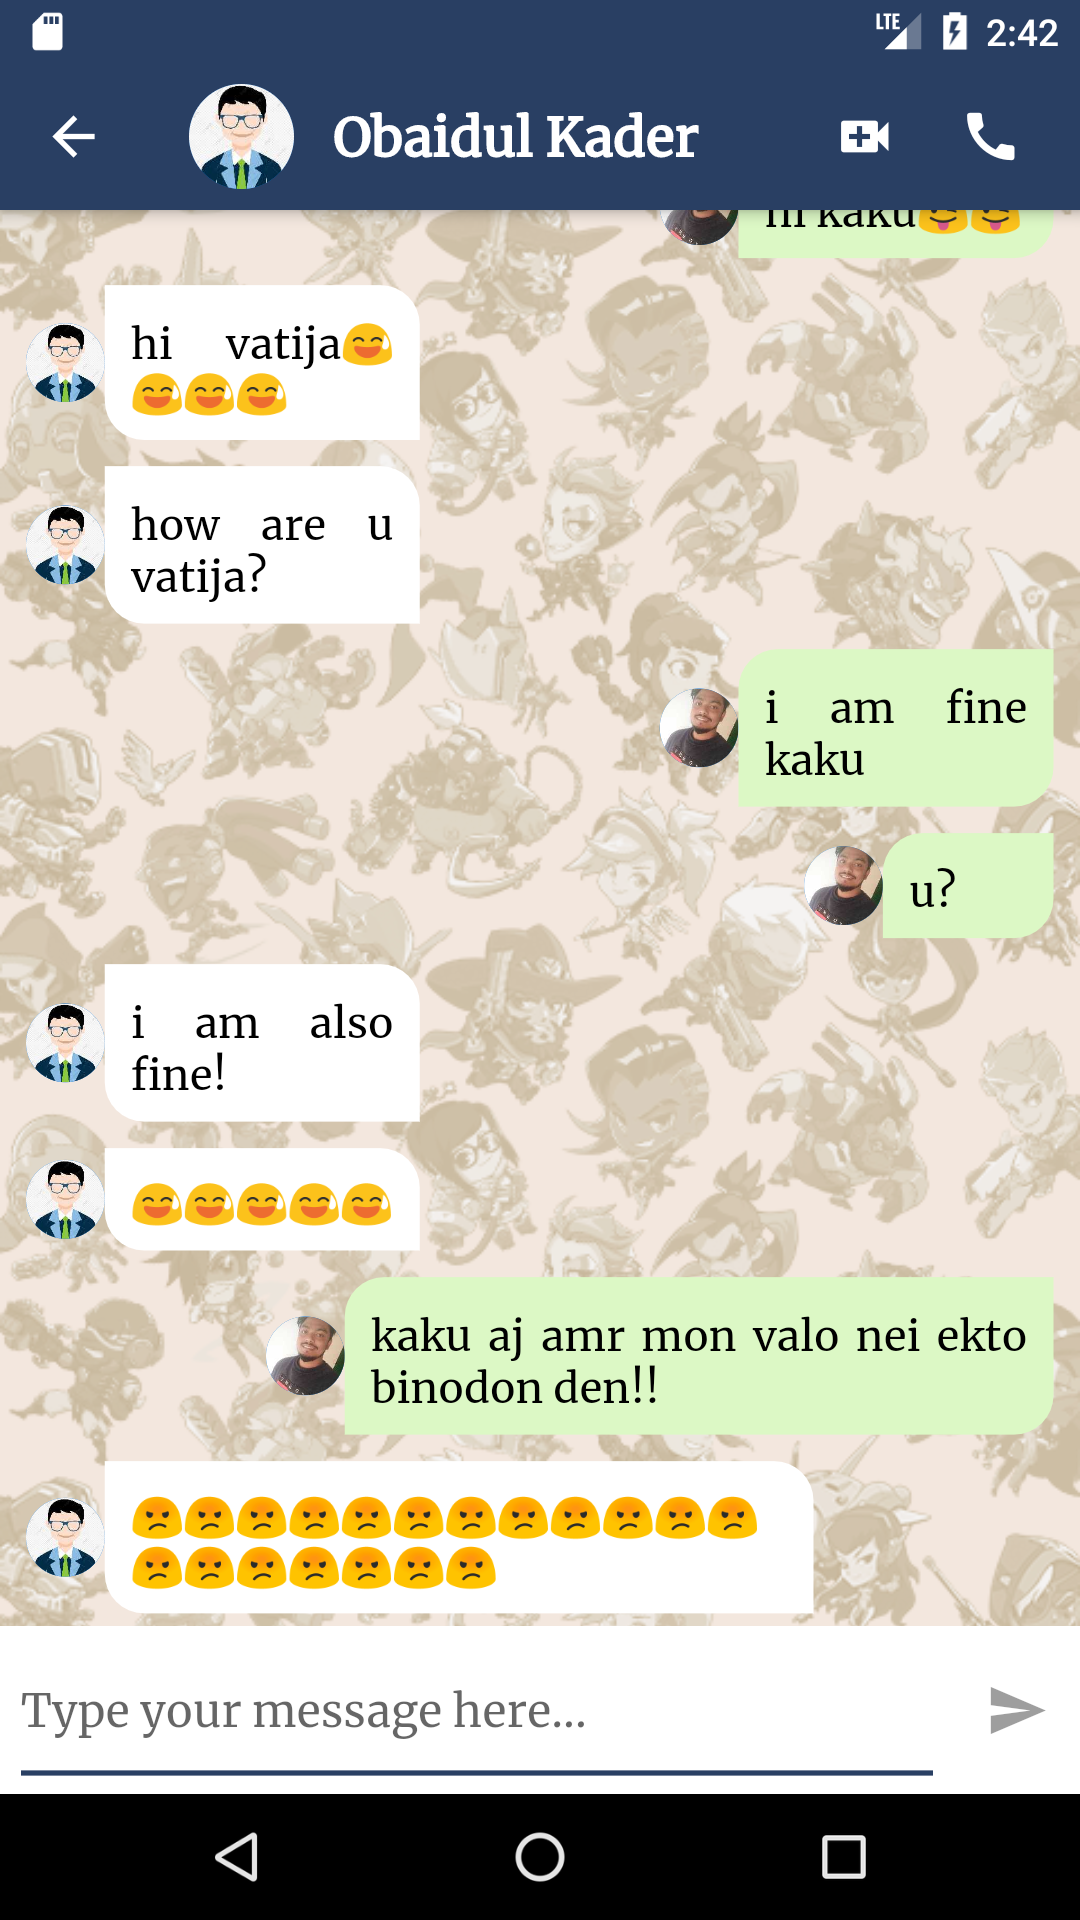 LTE 2:42
Obaidul Kader
hi kaku😜😜
hi vatija😅
😅😅😅
how are u
vatija?
i am fine
kaku
u?
i am also
fine!
😅😅😅😅😅
kaku aj amr mon valo nei ekto
binodon den!!
😡😡😡😡😡😡😡😡😡😡😡😡
😡😡😡😡😡😡😡
Type your message here...